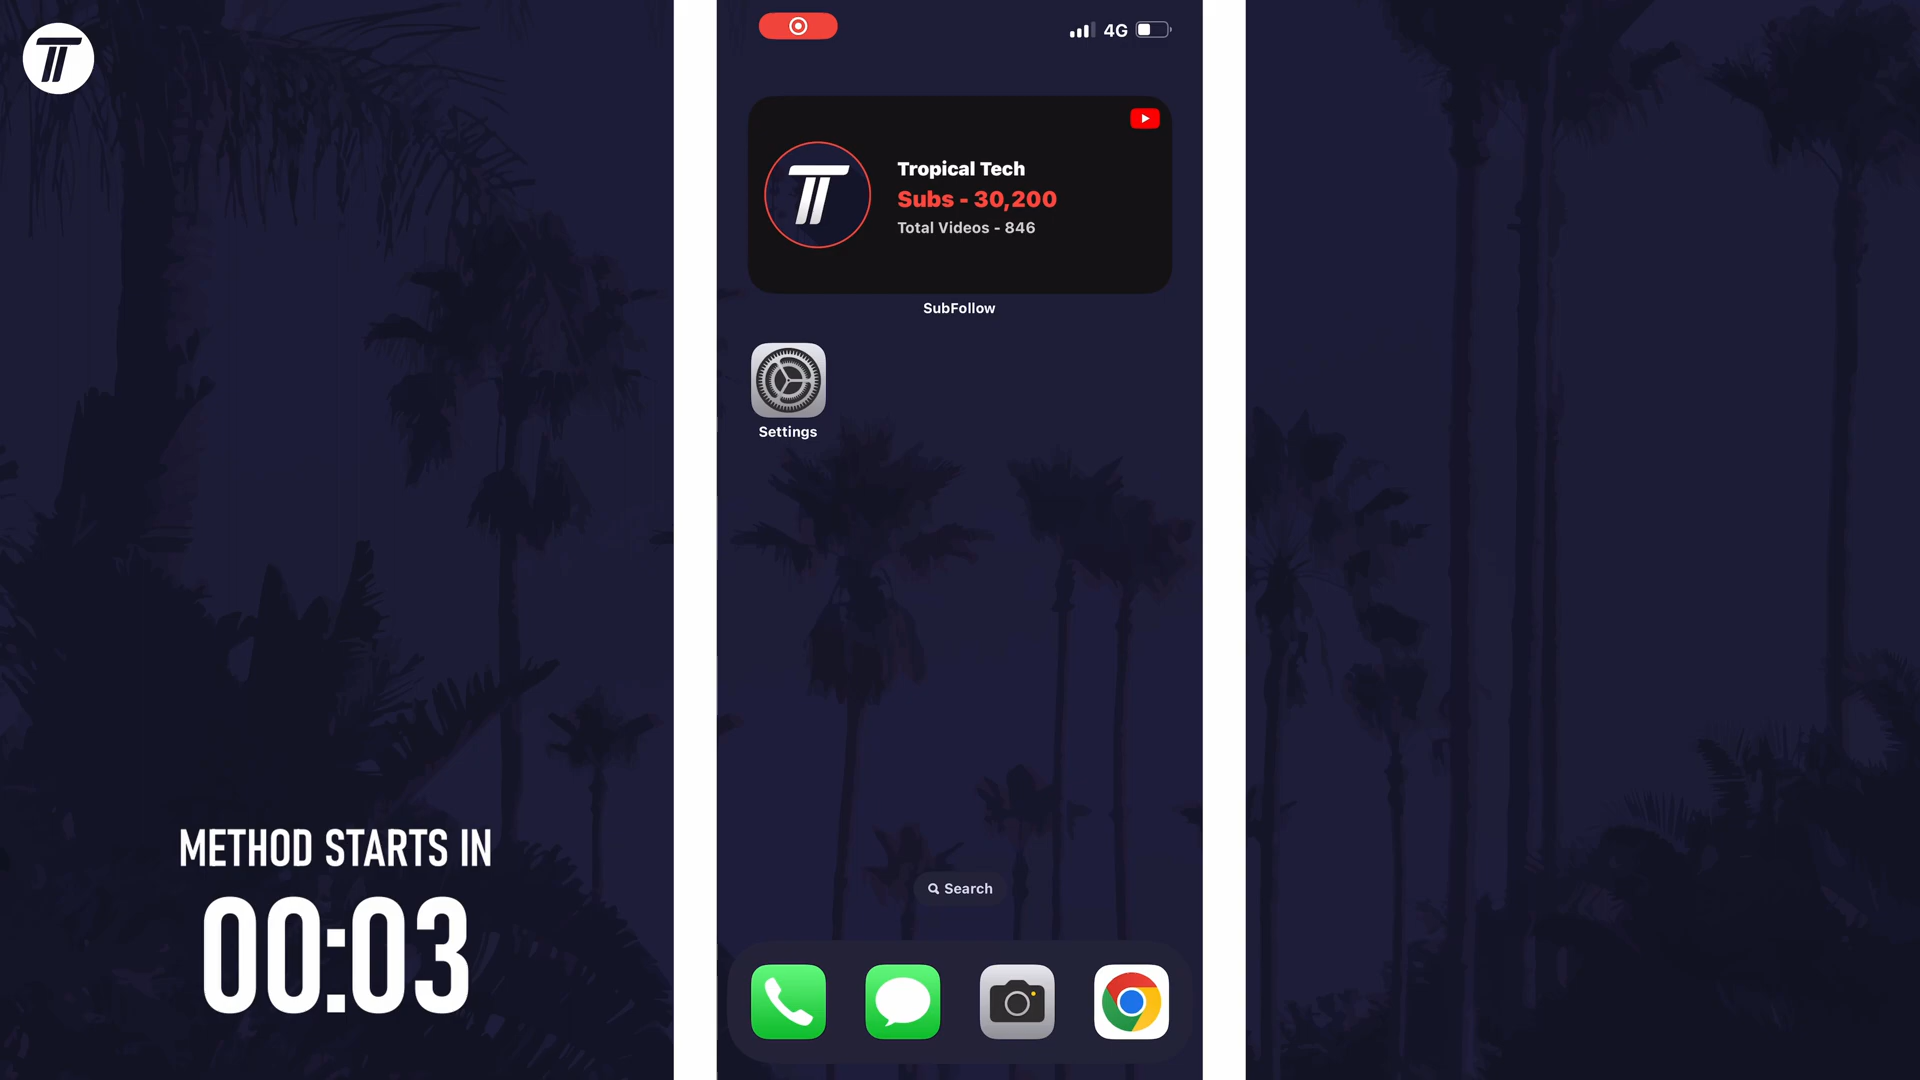 4G
Tropical Tech
Subs - 30,200
Total Videos - 846
SubFollow
Settings
METHOD STARTS IN
00:03
Search